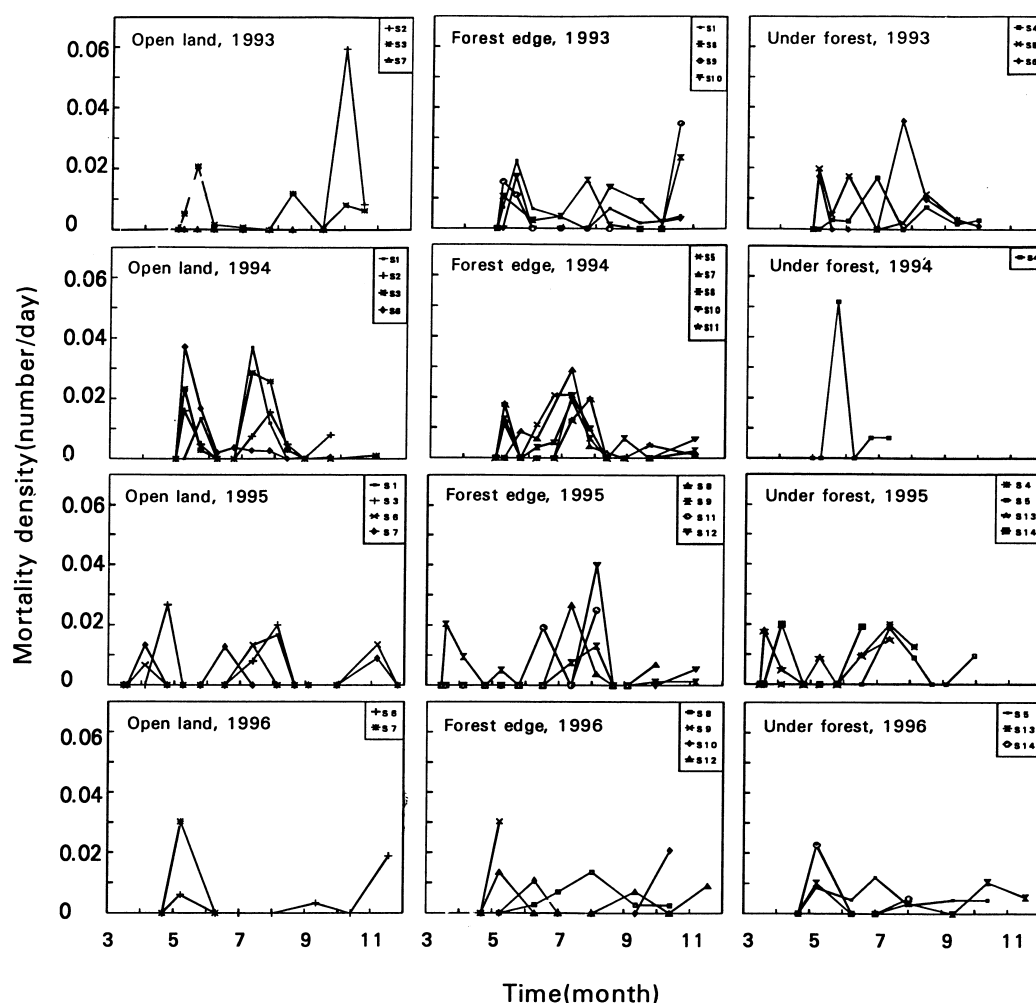 Open land, 1993
S2
S3
S7
Forest edge, 1993
S1
S8
S9
S10
Under forest, 1993
0.06
0.04
0.02
0
Open land, 1994
S1
S2
S3
Forest edge, 1994
S5
S7
S8
S10
S11
Under forest, 1994
0.06
0.04
0.02
0
Open land, 1995
S1
S3
S6
S7
Forest edge, 1995
S8
S9
S11
S12
Under forest, 1995
S4
S5
S13
S14
0.06
0.04
0.02
0
Open land, 1996
S6
S7
Forest edge, 1996
S8
S9
S10
S12
Under forest, 1996
S5
S13
S14
0.06
0.04
0.02
0
3 5 7 9 11
3 5 7 9 11
3 5 7 9 11
Mortality density(number/day)
Time(month)